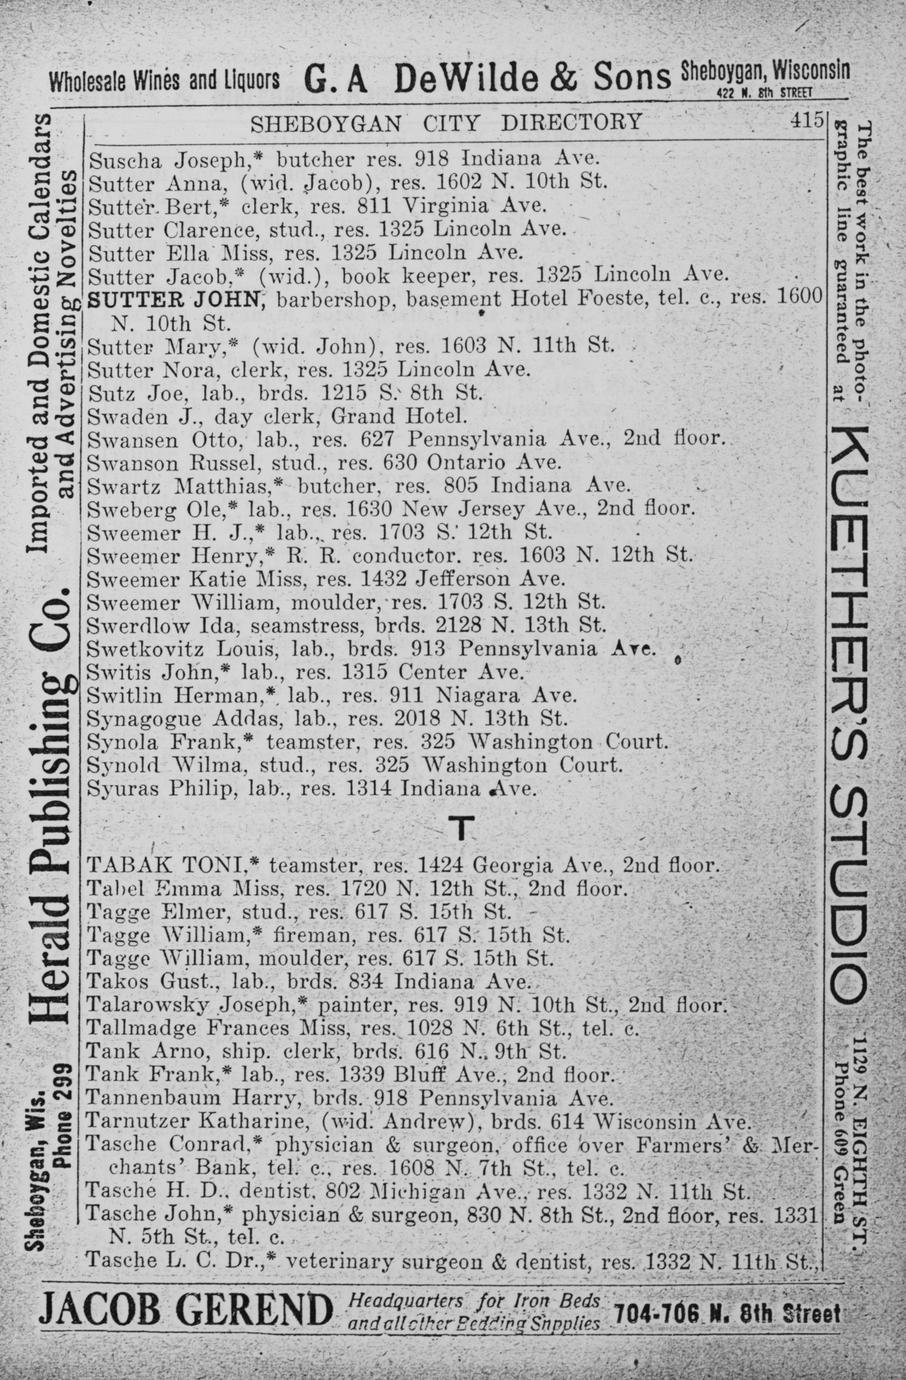 Wholesale Wines and Liquors G. A DeWilde & Sons Sheboygan, Wisconsin
422 N. 8th STREET
SHEBOYGAN CITY DIRECTORY 415
Suscha Joseph,* butcher res. 918 Indiana Ave.
Sutter Anna, (wid. Jacob), res. 1602 N. 10th St.
Sutter Bert,* clerk, res. 811 Virginia Ave.
Sutter Clarence, stud., res. 1325 Lincoln Ave.
Sutter Ella Miss, res. 1325 Lincoln Ave.
Sutter Jacob,* (wid.), book keeper, res. 1325 Lincoln Ave.
SUTTER JOHN, barbershop, basement Hotel Foeste, tel. c., res. 1600
N. 10th St.
Sutter Mary,* (wid. John), res. 1603 N. 11th St.
Sutter Nora, clerk, res. 1325 Lincoln Ave.
Sutz Joe, lab., brds. 1215 S. 8th St.
Swaden J., day clerk, Grand Hotel.
Swansen Otto, lab., res. 627 Pennsylvania Ave., 2nd floor.
Swanson Russel, stud., res. 630 Ontario Ave.
Swartz Matthias,* butcher, res. 805 Indiana Ave.
Sweberg Ole,* lab., res. 1630 New Jersey Ave., 2nd floor.
Sweemer H. J.,* lab., res. 1703 S. 12th St.
Sweemer Henry,* R. R. conductor. res. 1603 N. 12th St.
Sweemer Katie Miss, res. 1432 Jefferson Ave.
Sweemer William, moulder, res. 1703 S. 12th St.
Swerdlow Ida, seamstress, brds. 2128 N. 13th St.
Swetkovitz Louis, lab., brds. 913 Pennsylvania Ave.
Switis John,* lab., res. 1315 Center Ave.
Switlin Herman,* lab., res. 911 Niagara Ave.
Synagogue Addas, lab., res. 2018 N. 13th St.
Synola Frank,* teamster, res. 325 Washington Court.
Synold Wilma, stud., res. 325 Washington Court.
Syuras Philip, lab., res. 1314 Indiana Ave.
T
TABAK TONI,* teamster, res. 1424 Georgia Ave., 2nd floor.
Tabel Emma Miss, res. 1720 N. 12th St., 2nd floor.
Tagge Elmer, stud., res. 617 S. 15th St.
Tagge William,* fireman, res. 617 S. 15th St.
Tagge William, moulder, res. 617 S. 15th St.
Takos Gust., lab., brds. 834 Indiana Ave.
Talarowsky Joseph,* painter, res. 919 N. 10th St., 2nd floor.
Tallmadge Frances Miss, res. 1028 N. 6th St., tel. c.
Tank Arno, ship. clerk, brds. 616 N. 9th St.
Tank Frank,* lab., res. 1339 Bluff Ave., 2nd floor.
Tannenbaum Harry, brds. 918 Pennsylvania Ave.
Tarnutzer Katharine, (wid. Andrew), brds. 614 Wisconsin Ave.
Tasche Conrad,* physician & surgeon, office over Farmers' & Mer-
chants' Bank, tel. c., res. 1608 N. 7th St., tel. c.
Tasche H. D., dentist, 802 Michigan Ave., res. 1332 N. 11th St.
Tasche John,* physician & surgeon, 830 N. 8th St., 2nd floor, res. 1331
N. 5th St., tel. c.
Tasche L. C. Dr.,* veterinary surgeon & dentist, res. 1332 N. 11th St.,
Imported and Domestic Calendars
and Advertising Novelties
Herald Publishing Co.
Sheboygan, Wis.
Phone 299
The best work in the photo-
graphic line guaranteed at
KUETHER'S STUDIO
1129 N. EIGHTH ST.
Phone 609 Green
JACOB GEREND Headquarters for Iron Beds
and all other Bedding Snpplies 704-706 N. 8th Street